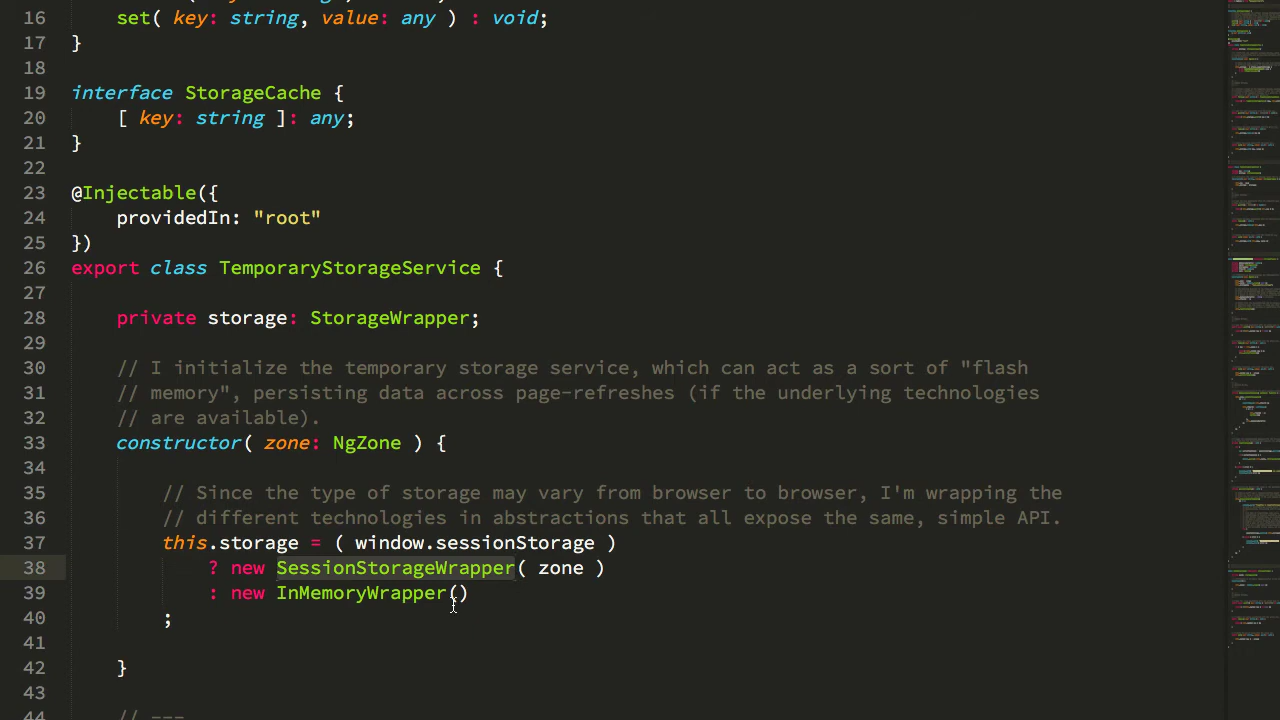 16 set( key: string, value: any ) : void;
17 }
18
19 interface StorageCache {
20 [ key: string ]: any;
21 }
22
23 @Injectable({
24 providedIn: "root"
25 })
26 export class TemporaryStorageService {
27
28 private storage: StorageWrapper;
29
30 // I initialize the temporary storage service, which can act as a sort of "flash
31 // memory", persisting data across page-refreshes (if the underlying technologies
32 // are available).
33 constructor( zone: NgZone ) {
34
35 // Since the type of storage may vary from browser to browser, I'm wrapping the
36 // different technologies in abstractions that all expose the same, simple API.
37 this.storage = ( window.sessionStorage )
38 ? new SessionStorageWrapper( zone )
39 : new InMemoryWrapper()
40 ;
41
42 }
43
44 // ---